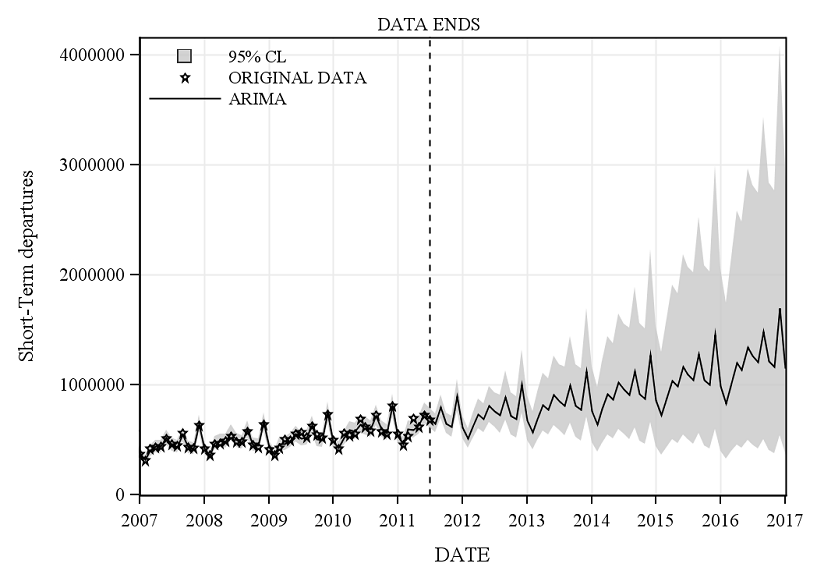 DATA ENDS
4000000
3000000
2000000
1000000
0
95% CL
ORIGINAL DATA
ARIMA
Short-Term departures
2007 2008 2009 2010 2011 2012 2013 2014 2015 2016 2017
DATE